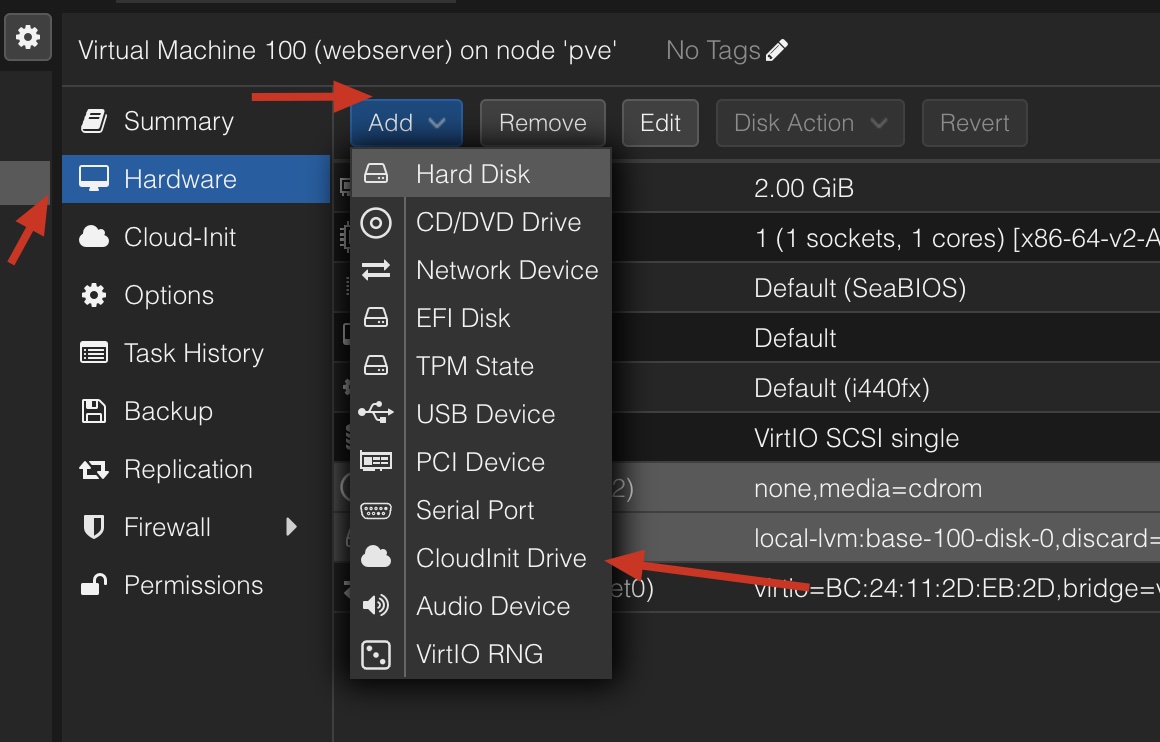 Virtual Machine 100 (webserver) on node 'pve' No Tags
Add Remove Edit Disk Action Revert
Summary
Hardware
Cloud-Init
Options
Task History
Backup
Replication
Firewall
Permissions
Hard Disk
CD/DVD Drive
Network Device
EFI Disk
TPM State
USB Device
PCI Device
Serial Port
CloudInit Drive
Audio Device
VirtIO RNG
2.00 GiB
1 (1 sockets, 1 cores) [x86-64-v2-A
Default (SeaBIOS)
Default
Default (i440fx)
VirtIO SCSI single
2) none,media=cdrom
local-lvm:base-100-disk-0,discard=
et0) virtio=BC:24:11:2D:EB:2D,bridge=v